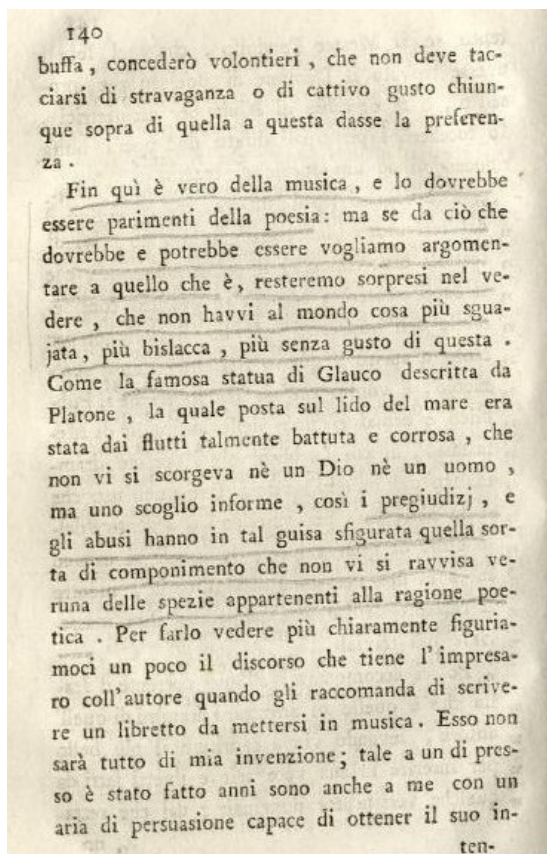 140
buffa, concederò volontieri, che non deve tac-
ciarsi di stravaganza o di cattivo gusto chiun-
que sopra di quella a questa dasse la preferen-
za.
Fin quì è vero della musica, e lo dovrebbe
essere parimenti della poesia: ma se da ciò che
dovrebbe e potrebbe essere vogliamo argomen-
tare a quello che è, resteremo sorpresi nel ve-
dere, che non havvi al mondo cosa più sgua-
jata, più bislacca, più senza gusto di questa.
Come la famosa statua di Glauco descritta da
Platone, la quale posta sul lido del mare era
stata dai flutti talmente battuta e corrosa, che
non vi si scorgeva nè un Dio nè un uomo,
ma uno scoglio informe, così i pregiudizj, e
gli abusi hanno in tal guisa sfigurata quella sor-
ta di componimento che non vi si ravvisa ve-
runa delle spezie appartenenti alla ragione poe-
tica. Per farlo vedere più chiaramente figuria-
moci un poco il discorso che tiene l'impresa-
ro coll'autore quando gli raccomanda di scrive-
re un libretto da mettersi in musica. Esso non
sarà tutto di mia invenzione; tale a un di pres-
so è stato fatto anni sono anche a me con un
aria di persuasione capace di ottener il suo in-
ten-